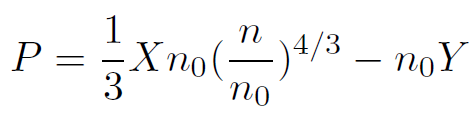 P = \frac{1}{3} X n_0 (\frac{n}{n_0})^{4/3} - n_0 Y